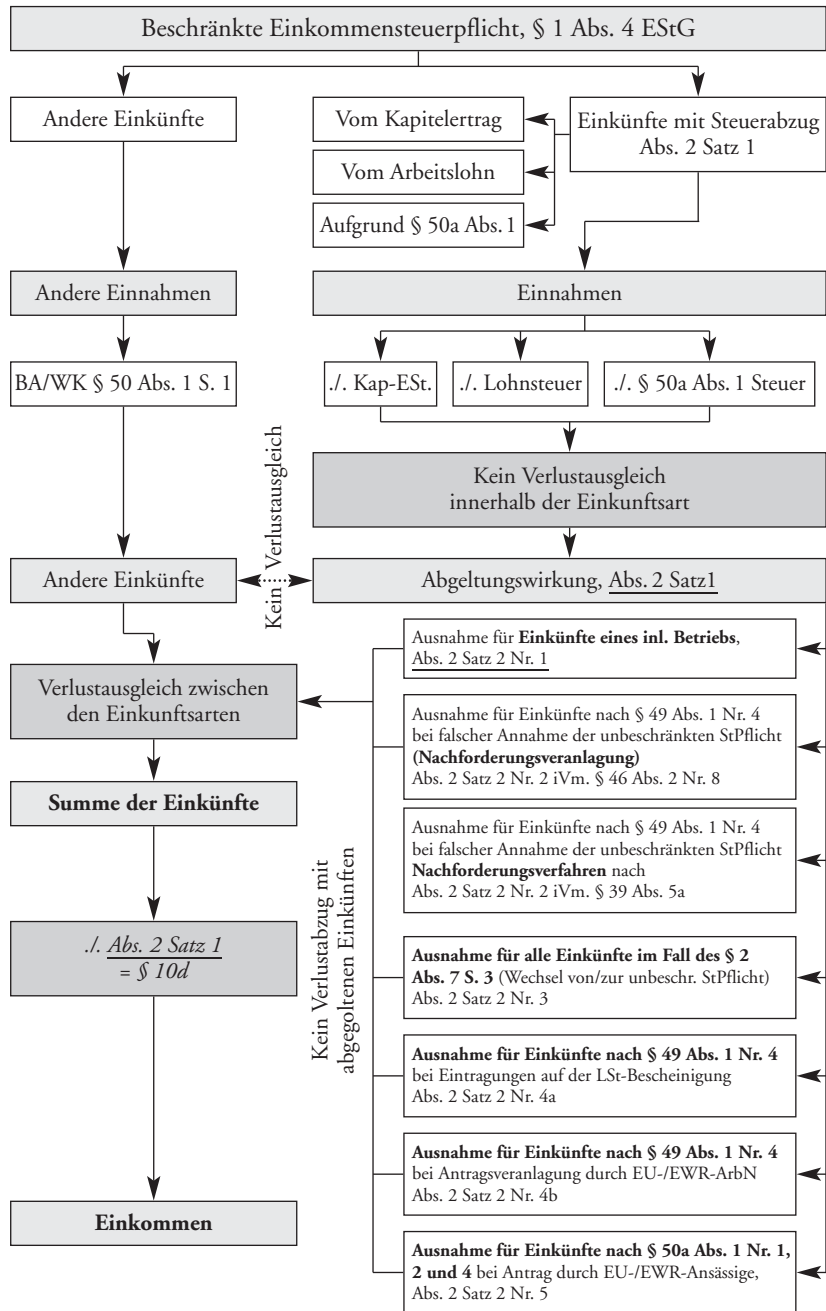 Beschränkte Einkommensteuerpflicht, § 1 Abs. 4 EStG
Andere Einkünfte
Vom Kapitelertrag
Vom Arbeitslohn
Aufgrund § 50a Abs. 1
Einkünfte mit Steuerabzug
Abs. 2 Satz 1
Andere Einnahmen
Einnahmen
BA/WK § 50 Abs. 1 S. 1
./. Kap-ESt.
./. Lohnsteuer
./. § 50a Abs. 1 Steuer
Kein Verlustausgleich
innerhalb der Einkunftsart
Kein Verlustausgleich
Andere Einkünfte
Abgeltungswirkung, Abs. 2 Satz1
Verlustausgleich zwischen
den Einkunftsarten
Summe der Einkünfte
./. Abs. 2 Satz 1
= § 10d
Einkommen
Kein Verlustabzug mit
abgegoltenen Einkünften
Ausnahme für Einkünfte eines inl. Betriebs,
Abs. 2 Satz 2 Nr. 1
Ausnahme für Einkünfte nach § 49 Abs. 1 Nr. 4
bei falscher Annahme der unbeschränkten StPflicht
(Nachforderungsveranlagung)
Abs. 2 Satz 2 Nr. 2 iVm. § 46 Abs. 2 Nr. 8
Ausnahme für Einkünfte nach § 49 Abs. 1 Nr. 4
bei falscher Annahme der unbeschränkten StPflicht
Nachforderungsverfahren nach
Abs. 2 Satz 2 Nr. 2 iVm. § 39 Abs. 5a
Ausnahme für alle Einkünfte im Fall des § 2
Abs. 7 S. 3 (Wechsel von/zur unbeschr. StPflicht)
Abs. 2 Satz 2 Nr. 3
Ausnahme für Einkünfte nach § 49 Abs. 1 Nr. 4
bei Eintragungen auf der LSt-Bescheinigung
Abs. 2 Satz 2 Nr. 4a
Ausnahme für Einkünfte nach § 49 Abs. 1 Nr. 4
bei Antragsveranlagung durch EU-/EWR-ArbN
Abs. 2 Satz 2 Nr. 4b
Ausnahme für Einkünfte nach § 50a Abs. 1 Nr. 1,
2 und 4 bei Antrag durch EU-/EWR-Ansässige,
Abs. 2 Satz 2 Nr. 5